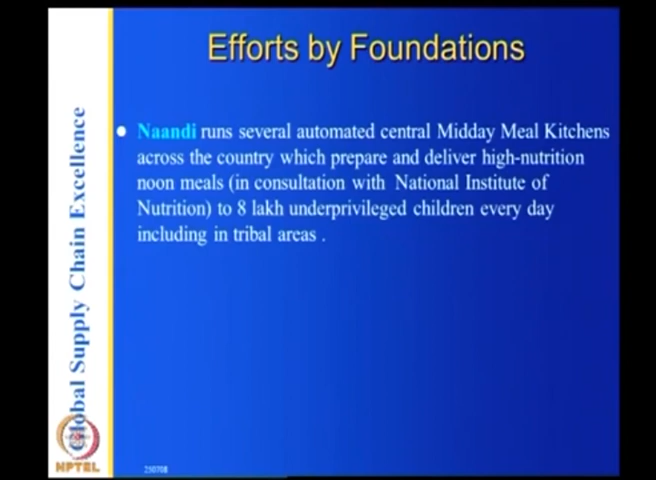 Efforts by Foundations
Naandi runs several automated central Midday Meal Kitchens
across the country which prepare and deliver high-nutrition
noon meals (in consultation with National Institute of
Nutrition) to 8 lakh underprivileged children every day
including in tribal areas .
Global Supply Chain Excellence
NPTEL
250708